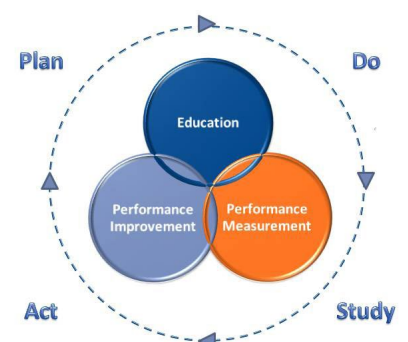 Plan
Do
Education
Performance
Improvement
Performance
Measurement
Act
Study